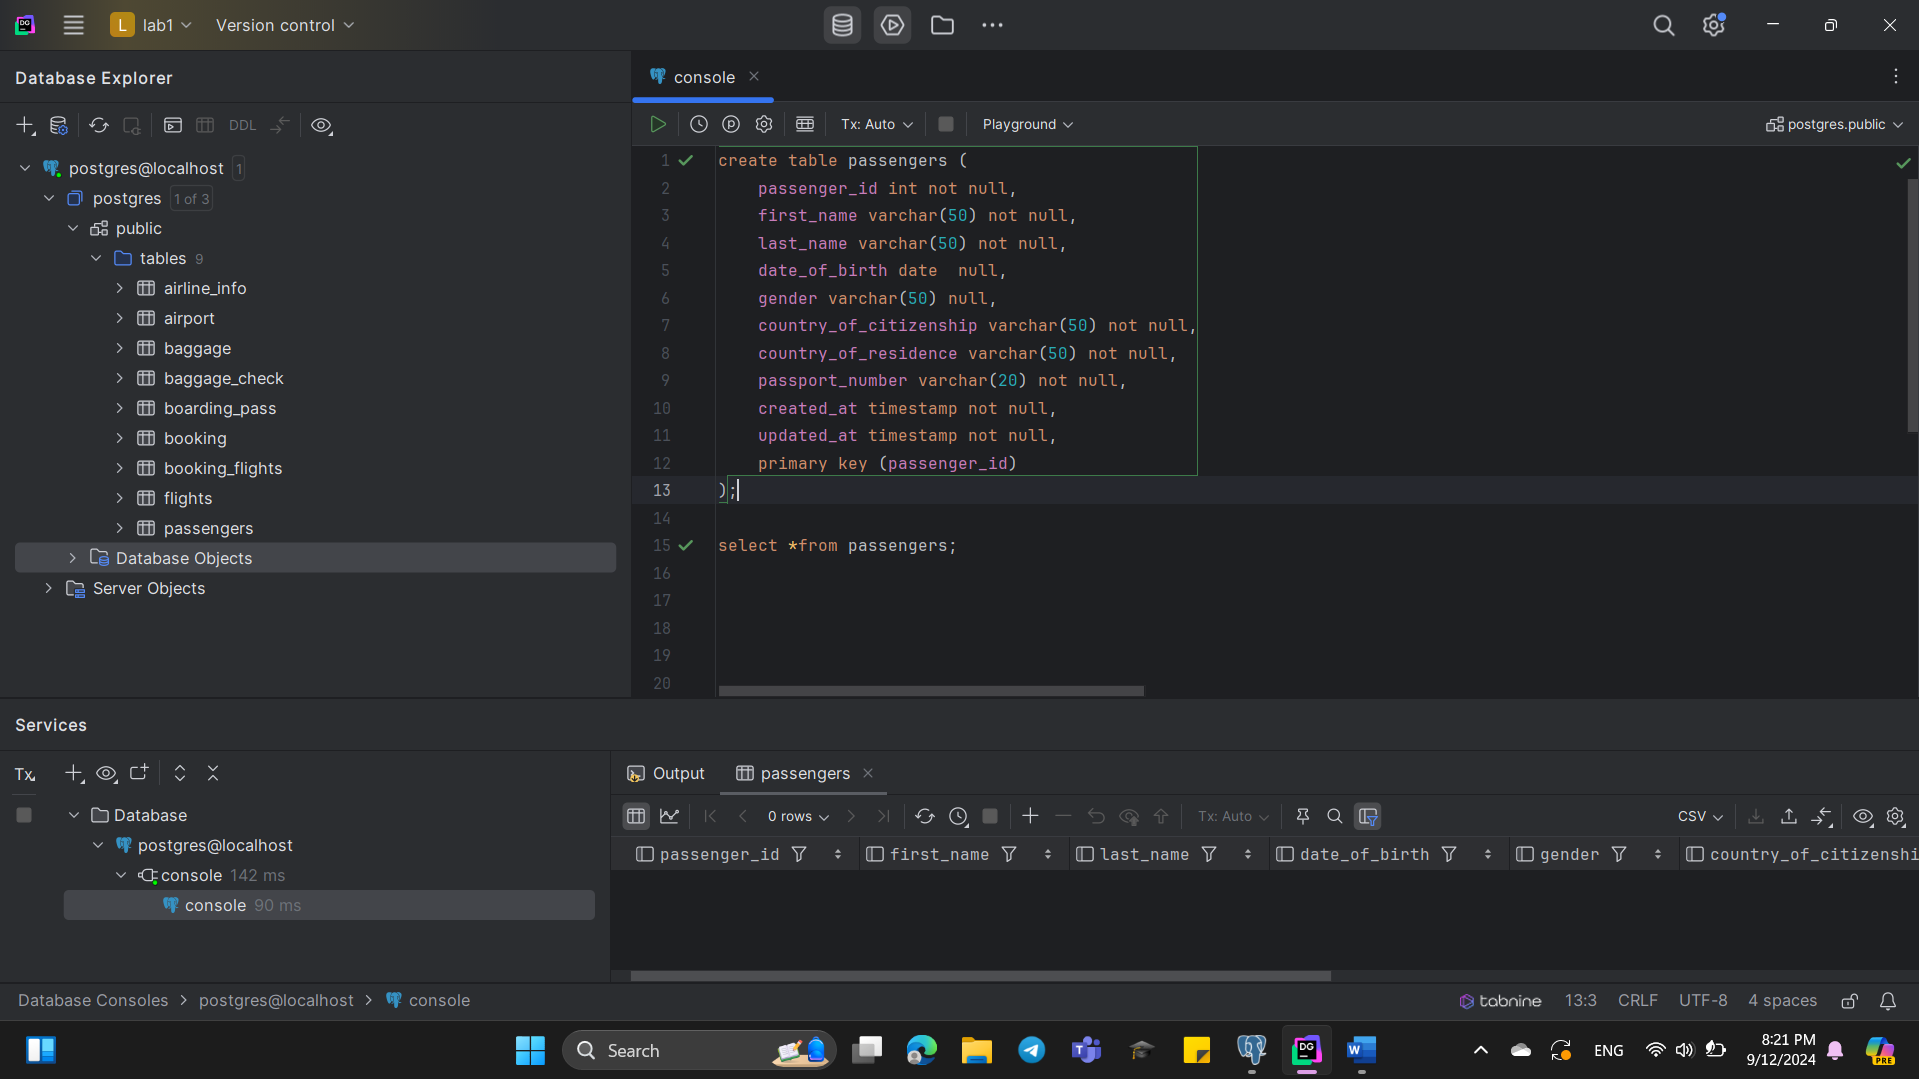 L lab1 Version control
Database Explorer
console
DDL
Tx: Auto
Playground
postgres.public
postgres@localhost 1
postgres 1 of 3
public
tables 9
airline_info
airport
baggage
baggage_check
boarding_pass
booking
booking_flights
flights
passengers
Database Objects
Server Objects
1 create table passengers (
2 passenger_id int not null,
3 first_name varchar(50) not null,
4 last_name varchar(50) not null,
5 date_of_birth date  null,
6 gender varchar(50) null,
7 country_of_citizenship varchar(50) not null,
8 country_of_residence varchar(50) not null,
9 passport_number varchar(20) not null,
10 created_at timestamp not null,
11 updated_at timestamp not null,
12 primary key (passenger_id)
13 );
14
15 select *from passengers;
16
17
18
19
20
Services
Tx
Database
postgres@localhost
console 142 ms
console 90 ms
Output passengers
0 rows Tx: Auto CSV
passenger_id first_name last_name date_of_birth gender country_of_citizenshi
Database Consoles > postgres@localhost > console
tabnine 13:3 CRLF UTF-8 4 spaces
Search
DG
W
ENG
8:21 PM
9/12/2024
PRE